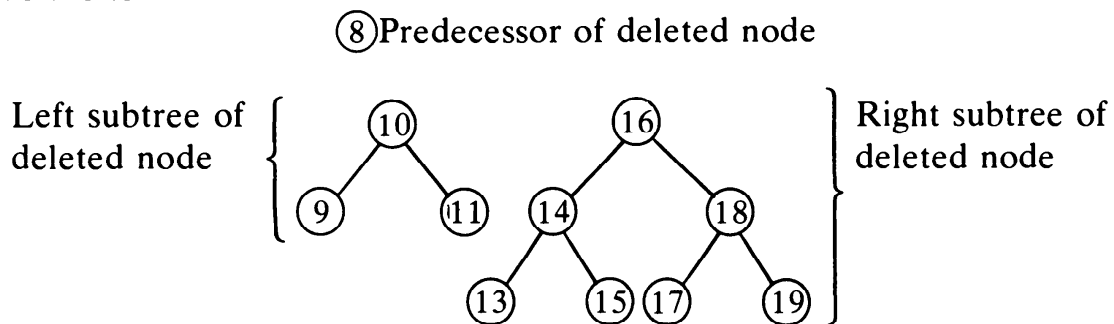 8 Predecessor of deleted node
Left subtree of
deleted node
10
16
Right subtree of
deleted node
9
11
14
18
13
15
17
19